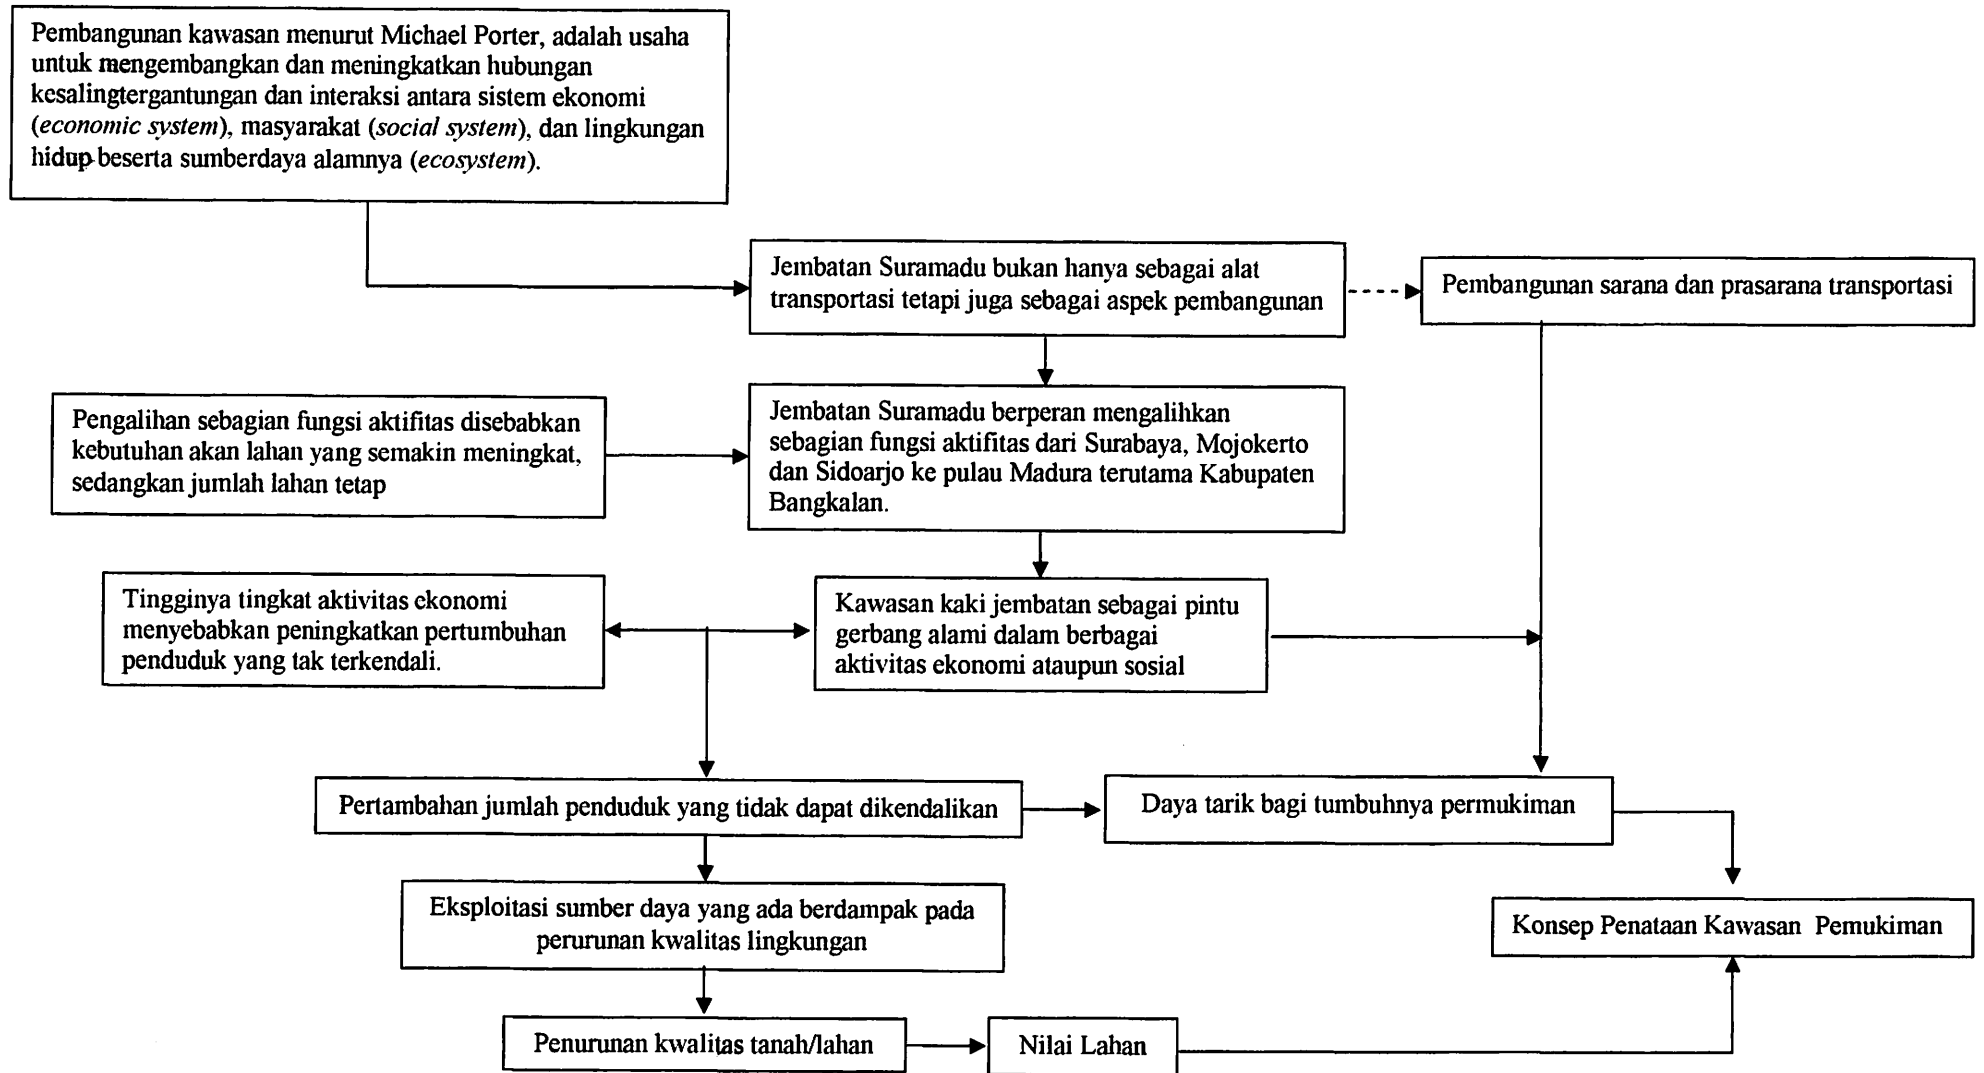 Pembangunan kawasan menurut Michael Porter, adalah usaha
untuk mengembangkan dan meningkatkan hubungan
kesalingtergantungan dan interaksi antara sistem ekonomi
(economic system), masyarakat (social system), dan lingkungan
hidup beserta sumberdaya alamnya (ecosystem).
Jembatan Suramadu bukan hanya sebagai alat
transportasi tetapi juga sebagai aspek pembangunan
Pembangunan sarana dan prasarana transportasi
Pengalihan sebagian fungsi aktifitas disebabkan
kebutuhan akan lahan yang semakin meningkat,
sedangkan jumlah lahan tetap
Jembatan Suramadu berperan mengalihkan
sebagian fungsi aktifitas dari Surabaya, Mojokerto
dan Sidoarjo ke pulau Madura terutama Kabupaten
Bangkalan.
Tingginya tingkat aktivitas ekonomi
menyebabkan peningkatkan pertumbuhan
penduduk yang tak terkendali.
Kawasan kaki jembatan sebagai pintu
gerbang alami dalam berbagai
aktivitas ekonomi ataupun sosial
Pertambahan jumlah penduduk yang tidak dapat dikendalikan
Daya tarik bagi tumbuhnya permukiman
Eksploitasi sumber daya yang ada berdampak pada
perurunan kwalitas lingkungan
Konsep Penataan Kawasan Pemukiman
Penurunan kwalitas tanah/lahan
Nilai Lahan